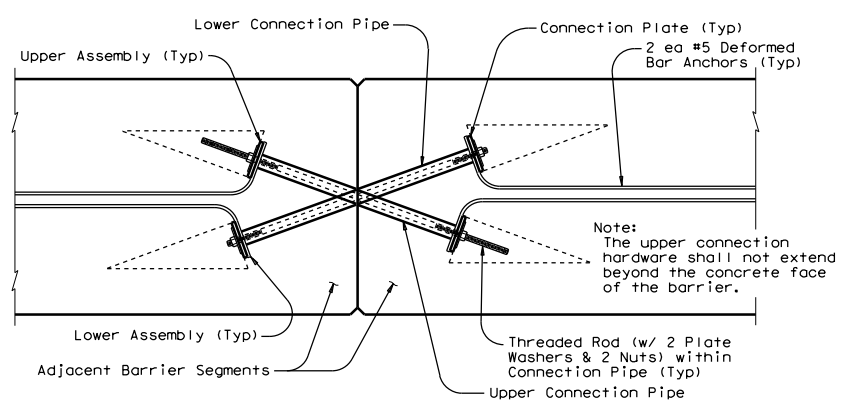 Lower Connection Pipe
Connection Plate (Typ)
Upper Assembly (Typ)
2 ea #5 Deformed
Bar Anchors (Typ)
Note:
The upper connection
hardware shall not extend
beyond the concrete face
of the barrier.
Lower Assembly (Typ)
Threaded Rod (w/ 2 Plate
Washers & 2 Nuts) within
Connection Pipe (Typ)
Adjacent Barrier Segments
Upper Connection Pipe